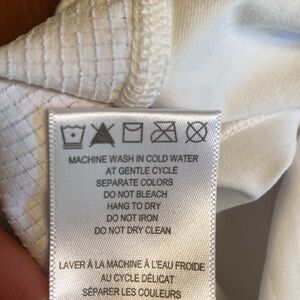 MACHINE WASH IN COLD WATER
AT GENTLE CYCLE
SEPARATE COLORS
DO NOT BLEACH
HANG TO DRY
DO NOT IRON
DO NOT DRY CLEAN
LAVER À LA MACHINE À L'EAU FROIDE
AU CYCLE DÉLICAT
SÉPARER LES COULEURS